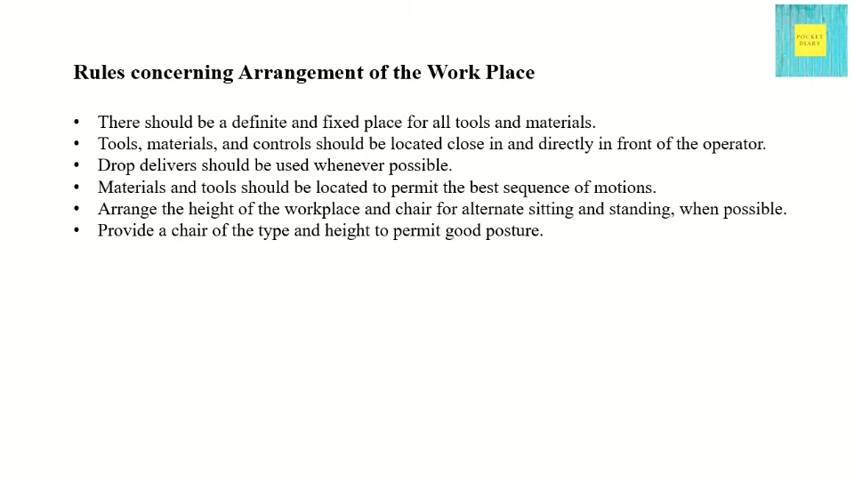 POCKET
DIARY
Rules concerning Arrangement of the Work Place
• There should be a definite and fixed place for all tools and materials.
• Tools, materials, and controls should be located close in and directly in front of the operator.
• Drop delivers should be used whenever possible.
• Materials and tools should be located to permit the best sequence of motions.
• Arrange the height of the workplace and chair for alternate sitting and standing, when possible.
• Provide a chair of the type and height to permit good posture.